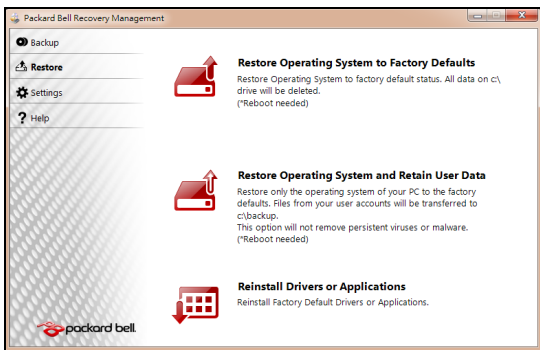 Packard Bell Recovery Management
Backup
Restore
Settings
? Help
Restore Operating System to Factory Defaults
Restore Operating System to factory default status. All data on c:\
drive will be deleted.
(*Reboot needed)
Restore Operating System and Retain User Data
Restore only the operating system of your PC to the factory
defaults. Files from your user accounts will be transferred to
c:\backup.
This option will not remove persistent viruses or malware.
(*Reboot needed)
Reinstall Drivers or Applications
Reinstall Factory Default Drivers or Applications.
packard bell